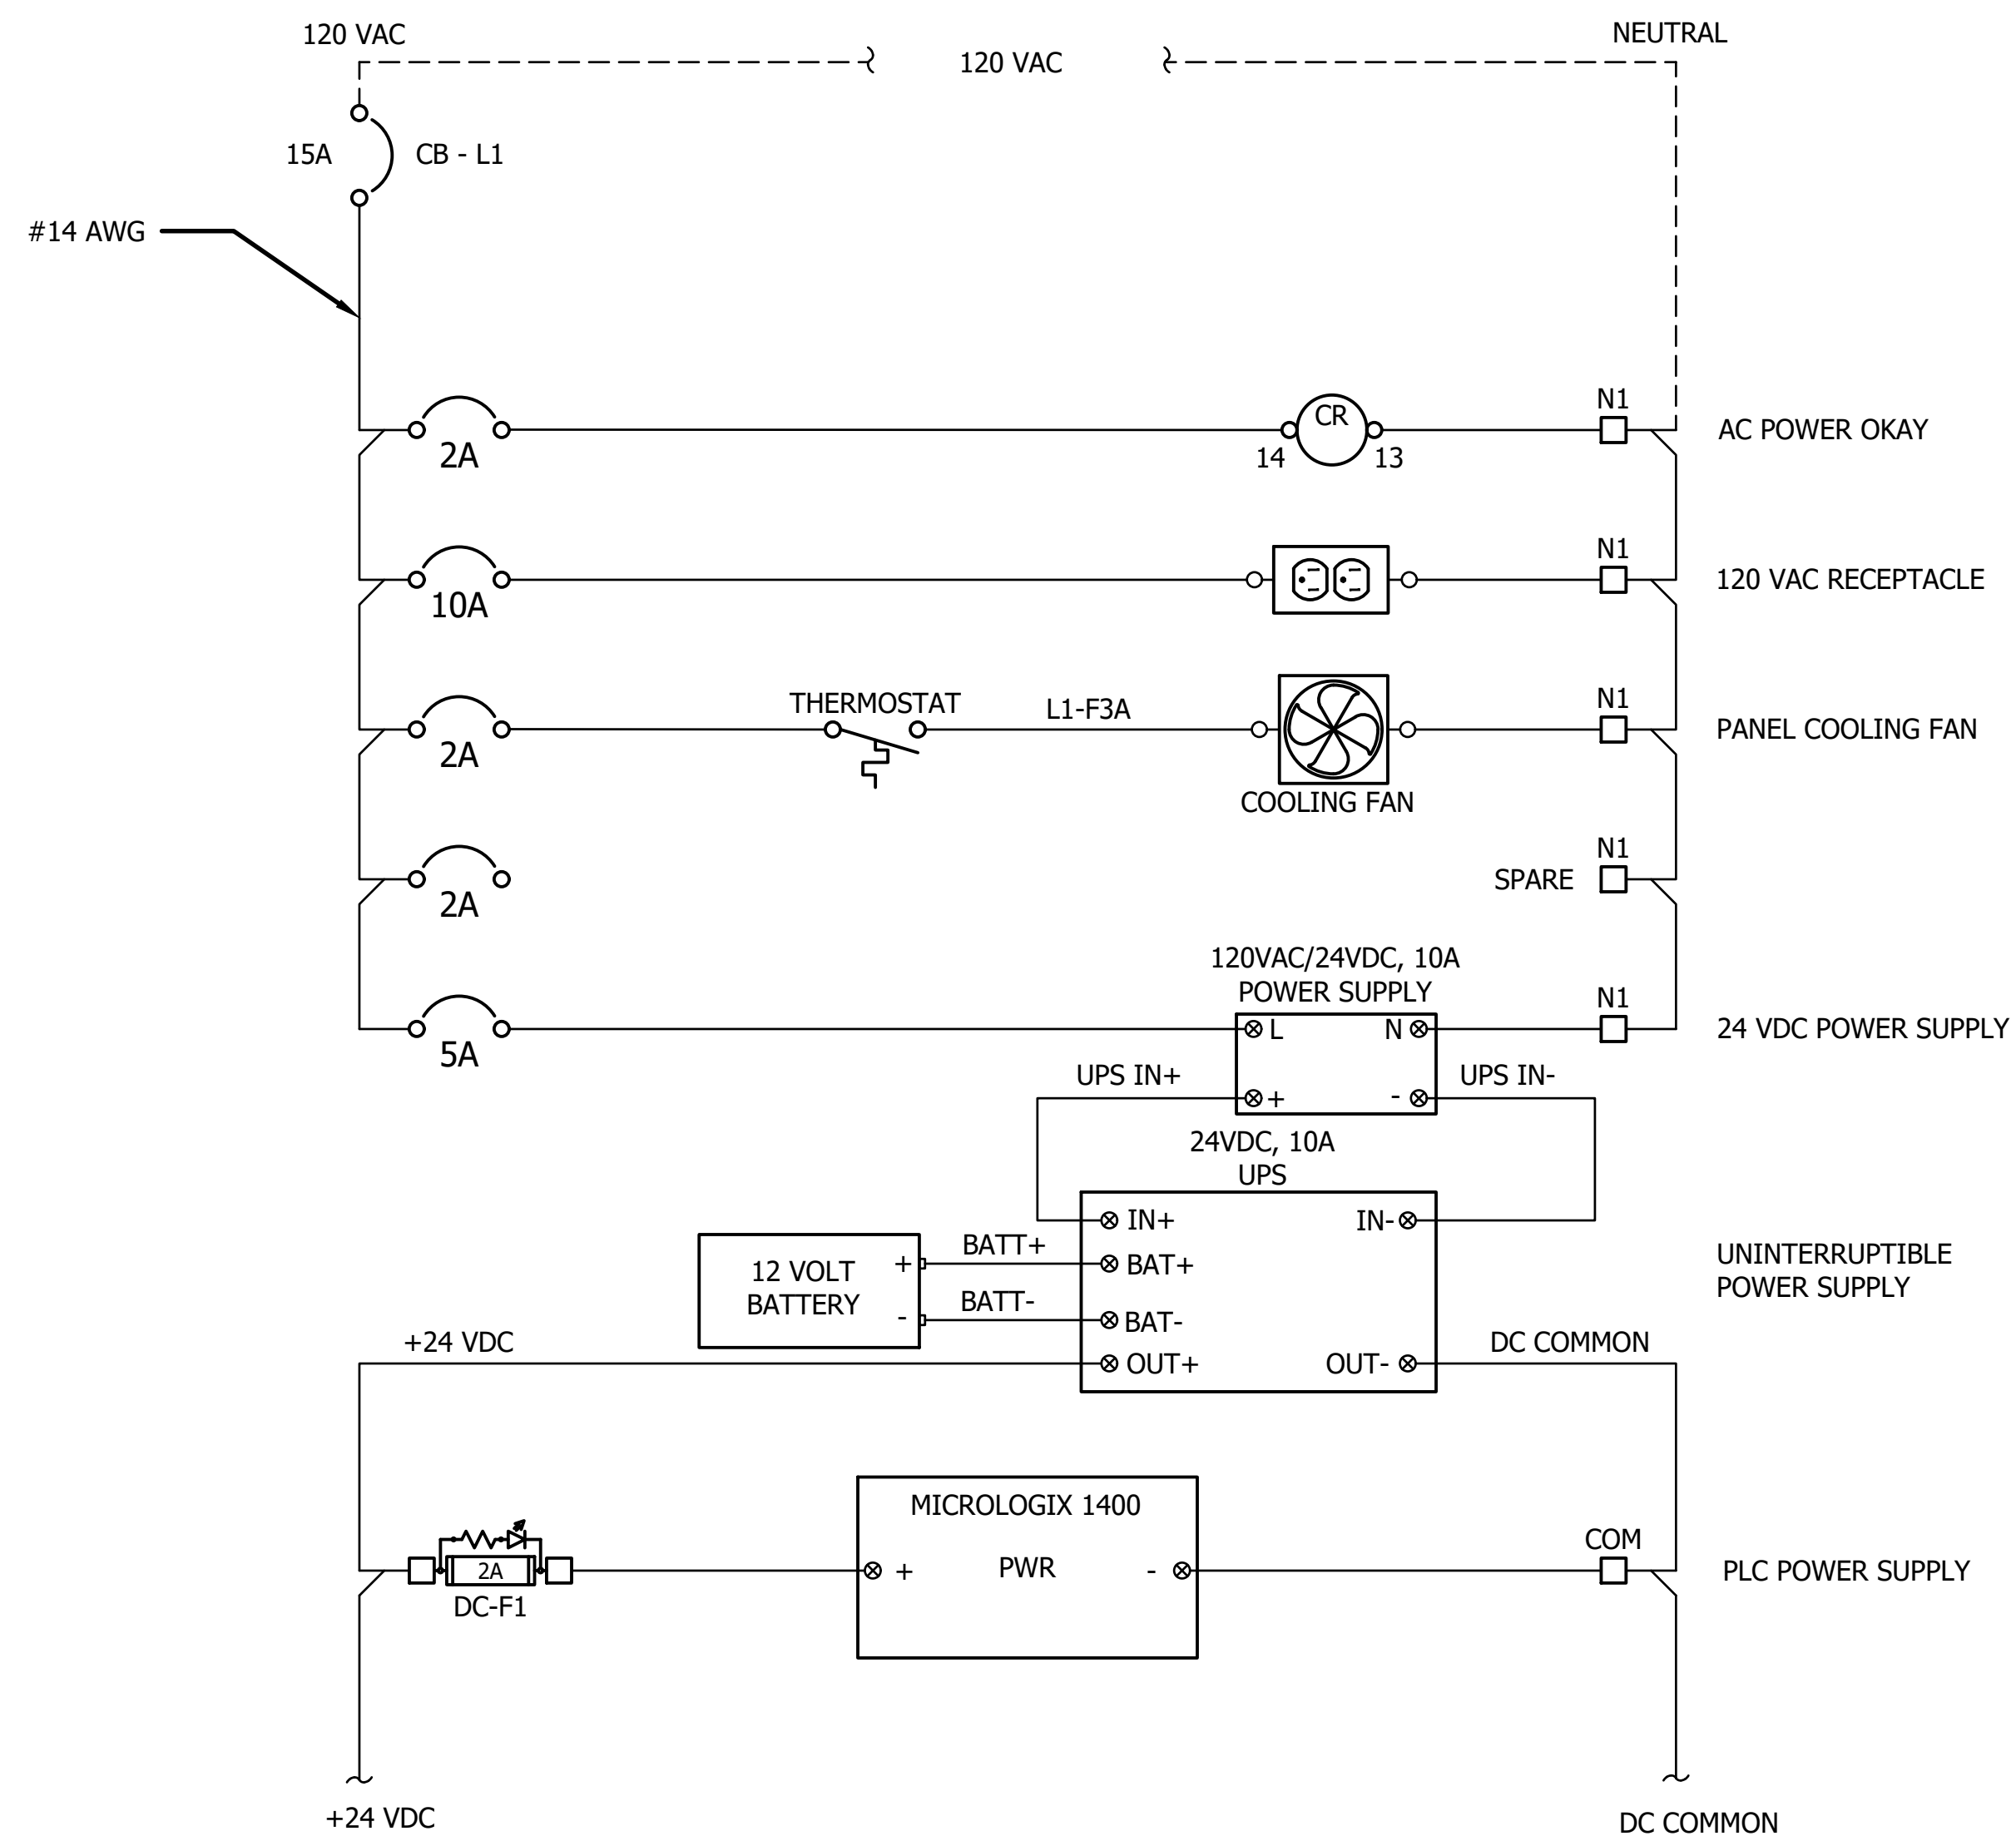 120 VAC
120 VAC
NEUTRAL
15A
CB - L1
#14 AWG
2A
CR
14
13
N1
AC POWER OKAY
10A
N1
120 VAC RECEPTACLE
2A
THERMOSTAT
L1-F3A
COOLING FAN
N1
PANEL COOLING FAN
2A
SPARE
N1
5A
120VAC/24VDC, 10A
POWER SUPPLY
L
N
+
-
N1
24 VDC POWER SUPPLY
UPS IN+
UPS IN-
24VDC, 10A
UPS
IN+
IN-
BAT+
BAT-
OUT+
OUT-
12 VOLT
BATTERY
+
-
BATT+
BATT-
UNINTERRUPTIBLE
POWER SUPPLY
+24 VDC
DC COMMON
2A
DC-F1
MICROLOGIX 1400
PWR
+
-
COM
PLC POWER SUPPLY
+24 VDC
DC COMMON